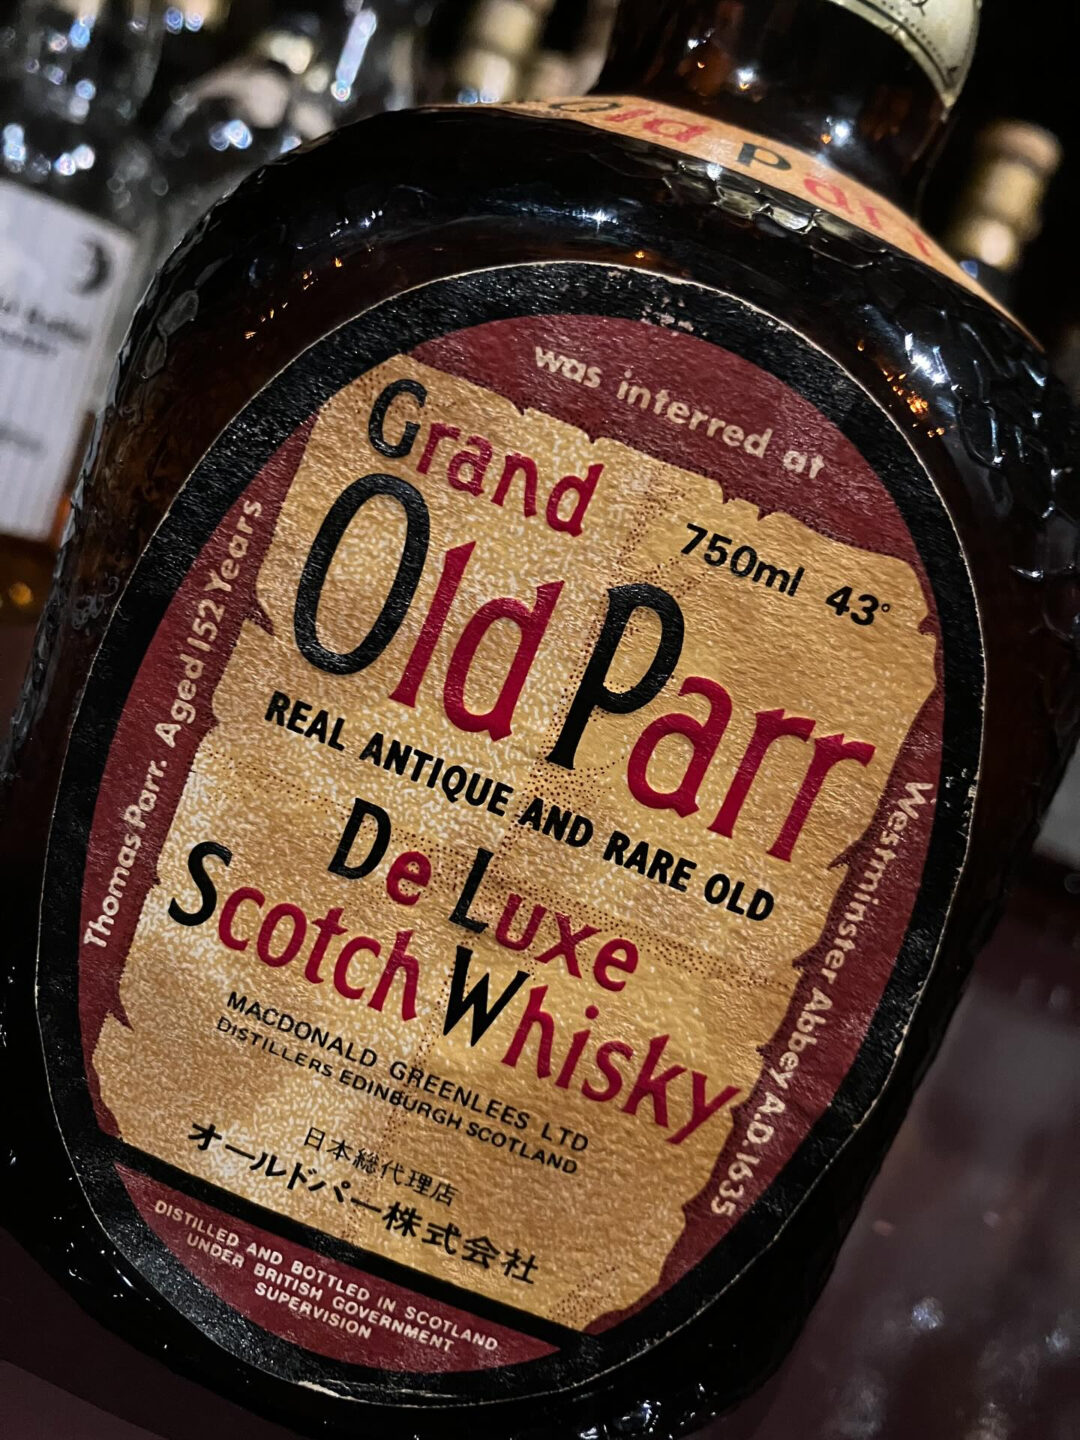 Old Parr
was interred at
Grand
Old Parr
750ml 43°
REAL ANTIQUE AND RARE OLD
De Luxe
Scotch Whisky
MACDONALD GREENLEES LTD
DISTILLERS EDINBURGH SCOTLAND
日本総代理店
オールドパー株式会社
Thomas Parr. Aged 152 Years
Westminster Abbey A.D. 1635
DISTILLED AND BOTTLED IN SCOTLAND
UNDER BRITISH GOVERNMENT
SUPERVISION